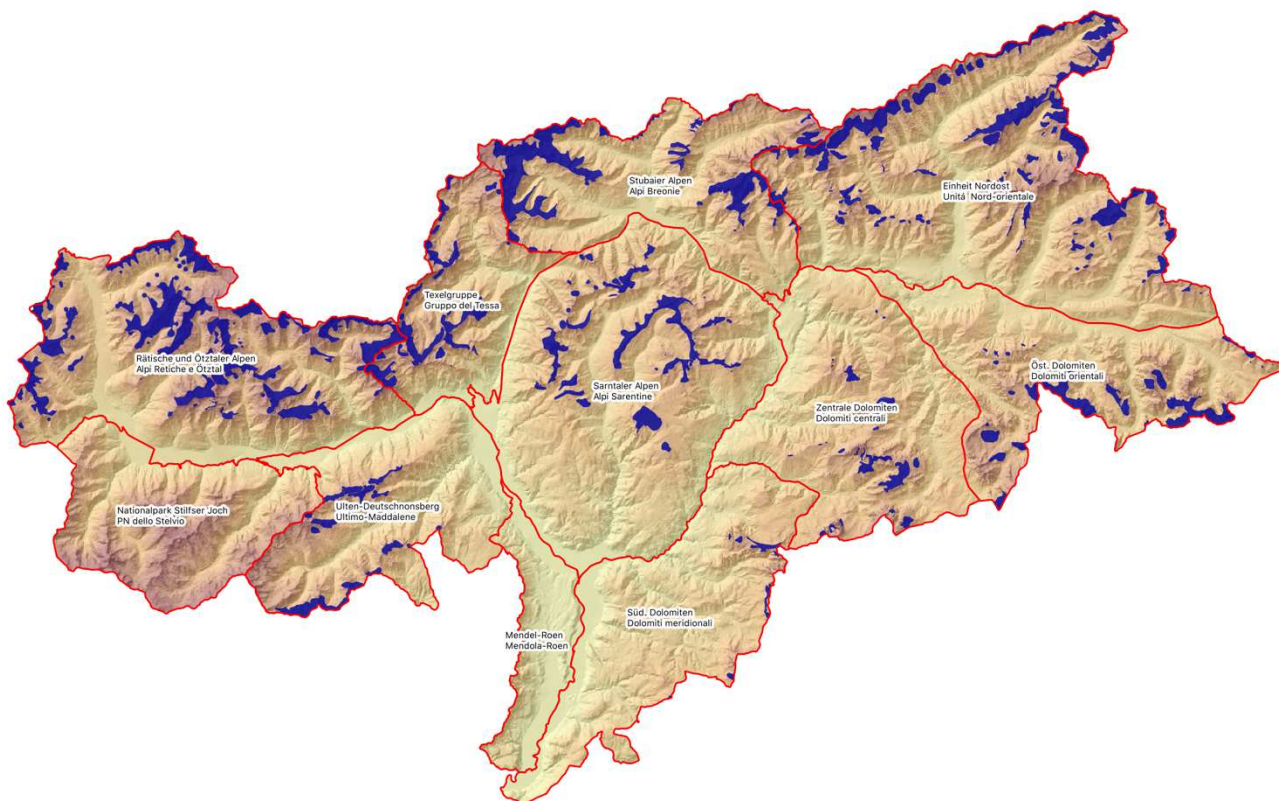 Stubaier Alpen
Alpi Breonie
Einheit Nordost
Unitá Nord-orientale
Texelgruppe
Gruppo del Tessa
Rätische und Ötztaler Alpen
Alpi Retiche e Ötztal
Sarntaler Alpen
Alpi Sarentine
Öst. Dolomiten
Dolomiti orientali
Zentrale Dolomiten
Dolomiti centrali
Nationalpark Stilfser Joch
PN dello Stelvio
Ulten-Deutschnonsberg
Ultimo-Maddalene
Süd. Dolomiten
Dolomiti meridionali
Mendel-Roen
Mendola-Roen